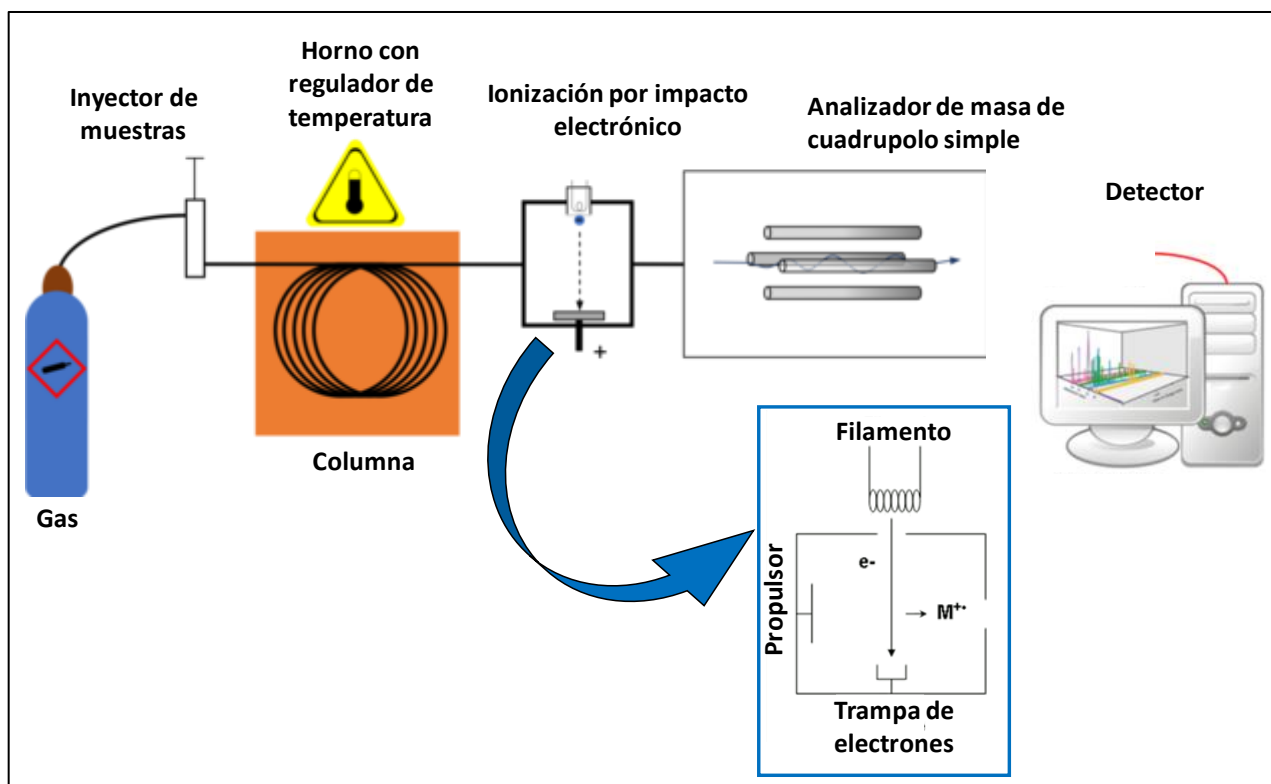 Inyector de
muestras
Horno con
regulador de
temperatura
Ionización por impacto
electrónico
Analizador de masa de
cuadrupolo simple
Detector
+
Columna
Gas
Filamento
e-
Propulsor
M+•
Trampa de
electrones